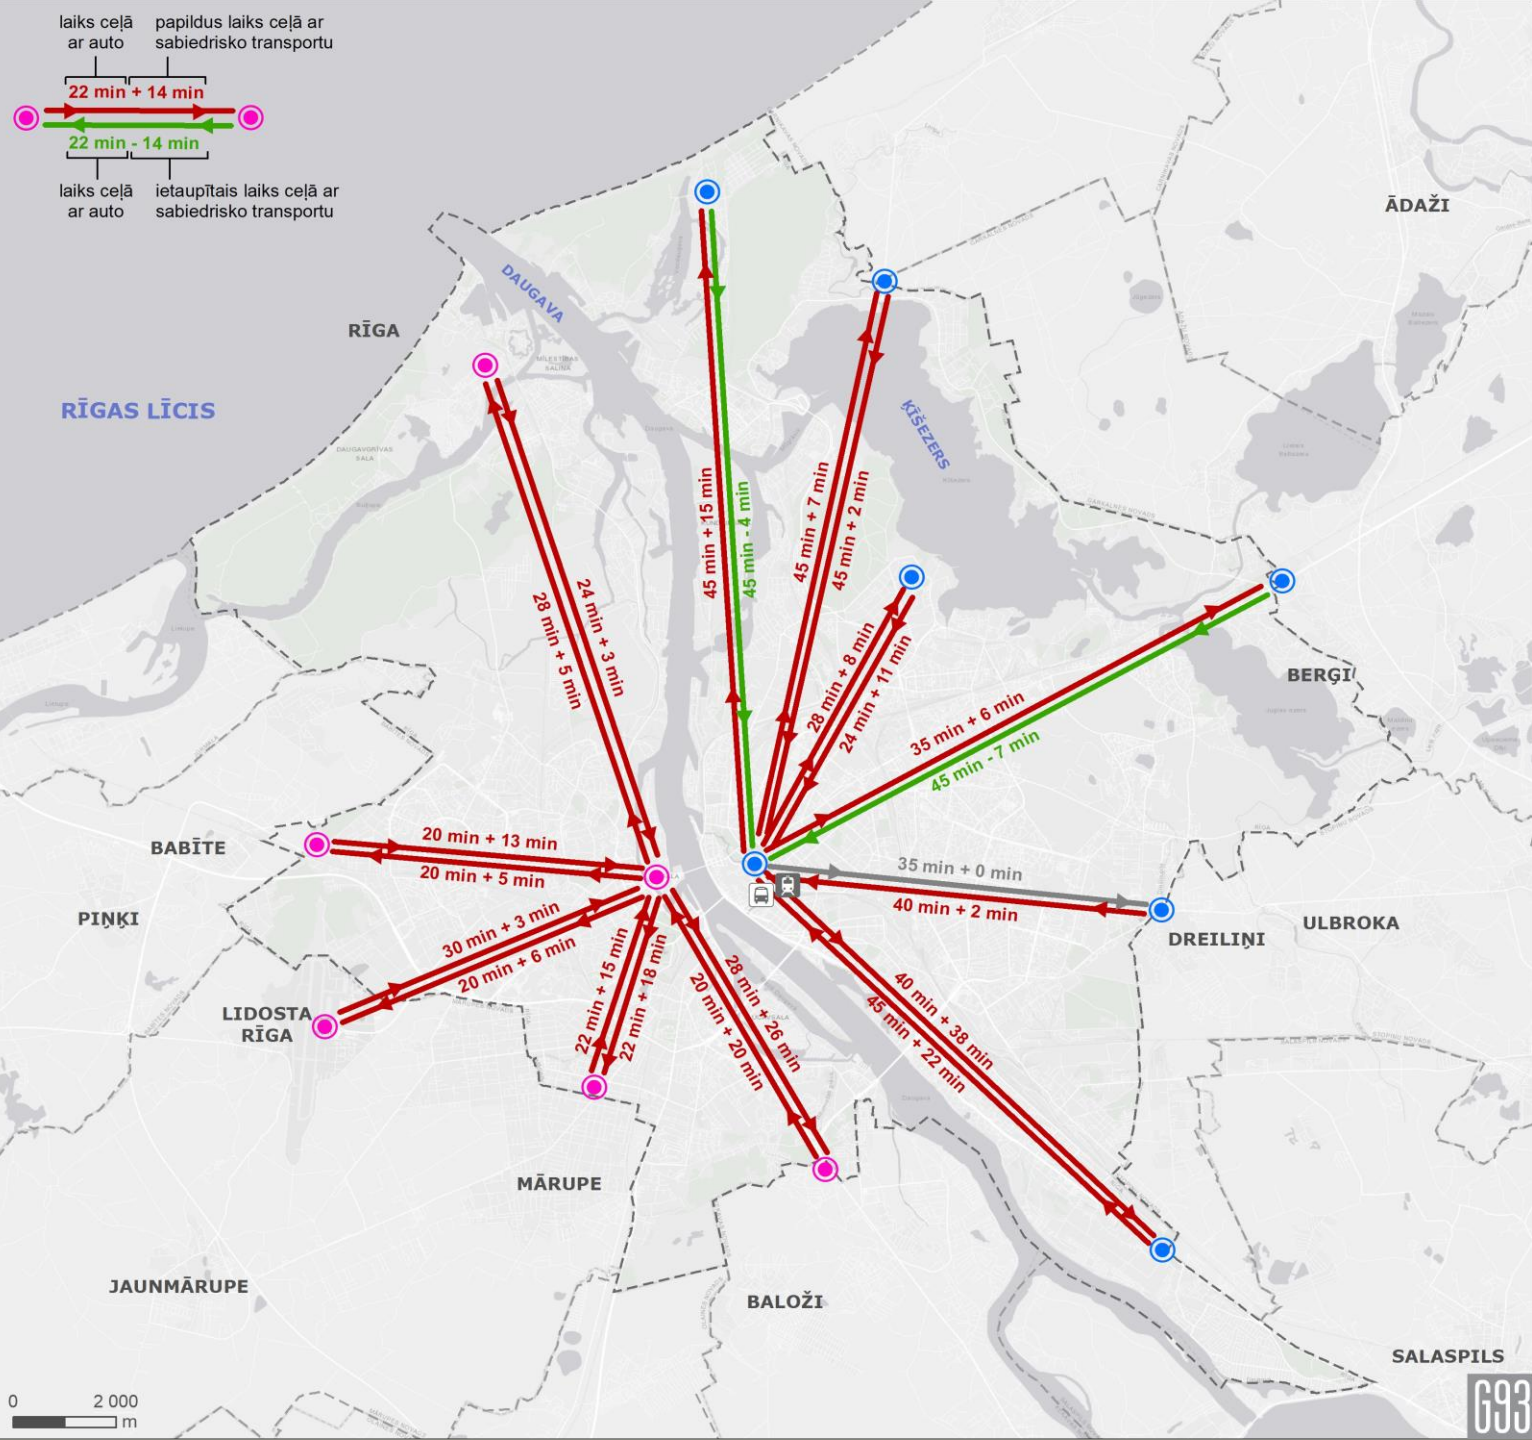 laiks ceļā
ar auto
papildus laiks ceļā ar
sabiedrisko transportu
22 min + 14 min
22 min - 14 min
laiks ceļā
ar auto
ietaupītais laiks ceļā ar
sabiedrisko transportu
ĀDAŽI
DAUGAVA
RĪGA
MĪLESTĪBAS
SALIŅA
RĪGAS LĪCIS
ĶĪŠEZERS
DAUGAVGRĪVAS
SALA
45 min + 15 min
45 min - 4 min
45 min + 7 min
45 min + 2 min
24 min + 3 min
28 min + 5 min
28 min + 8 min
24 min + 11 min
BERĢI
35 min + 6 min
45 min - 7 min
BABĪTE
20 min + 13 min
20 min + 5 min
35 min + 0 min
40 min + 2 min
PIŅĶI
ULBROKA
DREILIŅI
30 min + 3 min
20 min + 6 min
22 min + 15 min
22 min + 18 min
28 min + 26 min
20 min + 20 min
40 min + 38 min
45 min + 22 min
LIDOSTA
RĪGA
MĀRUPE
JAUNMĀRUPE
BALOŽI
SALASPILS
0 2 000
m
G93